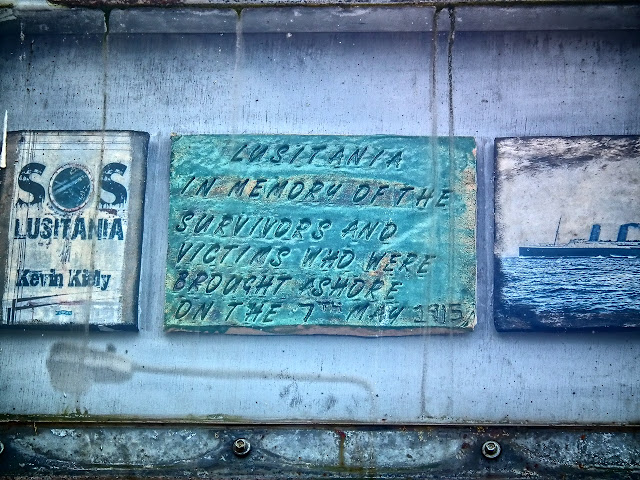 SOS
LUSITANIA
Kevin Kiely
LUSITANIA
IN MEMORY OF THE
SURVIVORS AND
VICTIMS WHO WERE
BROUGHT ASHORE
ON THE 7TH MAY 1915